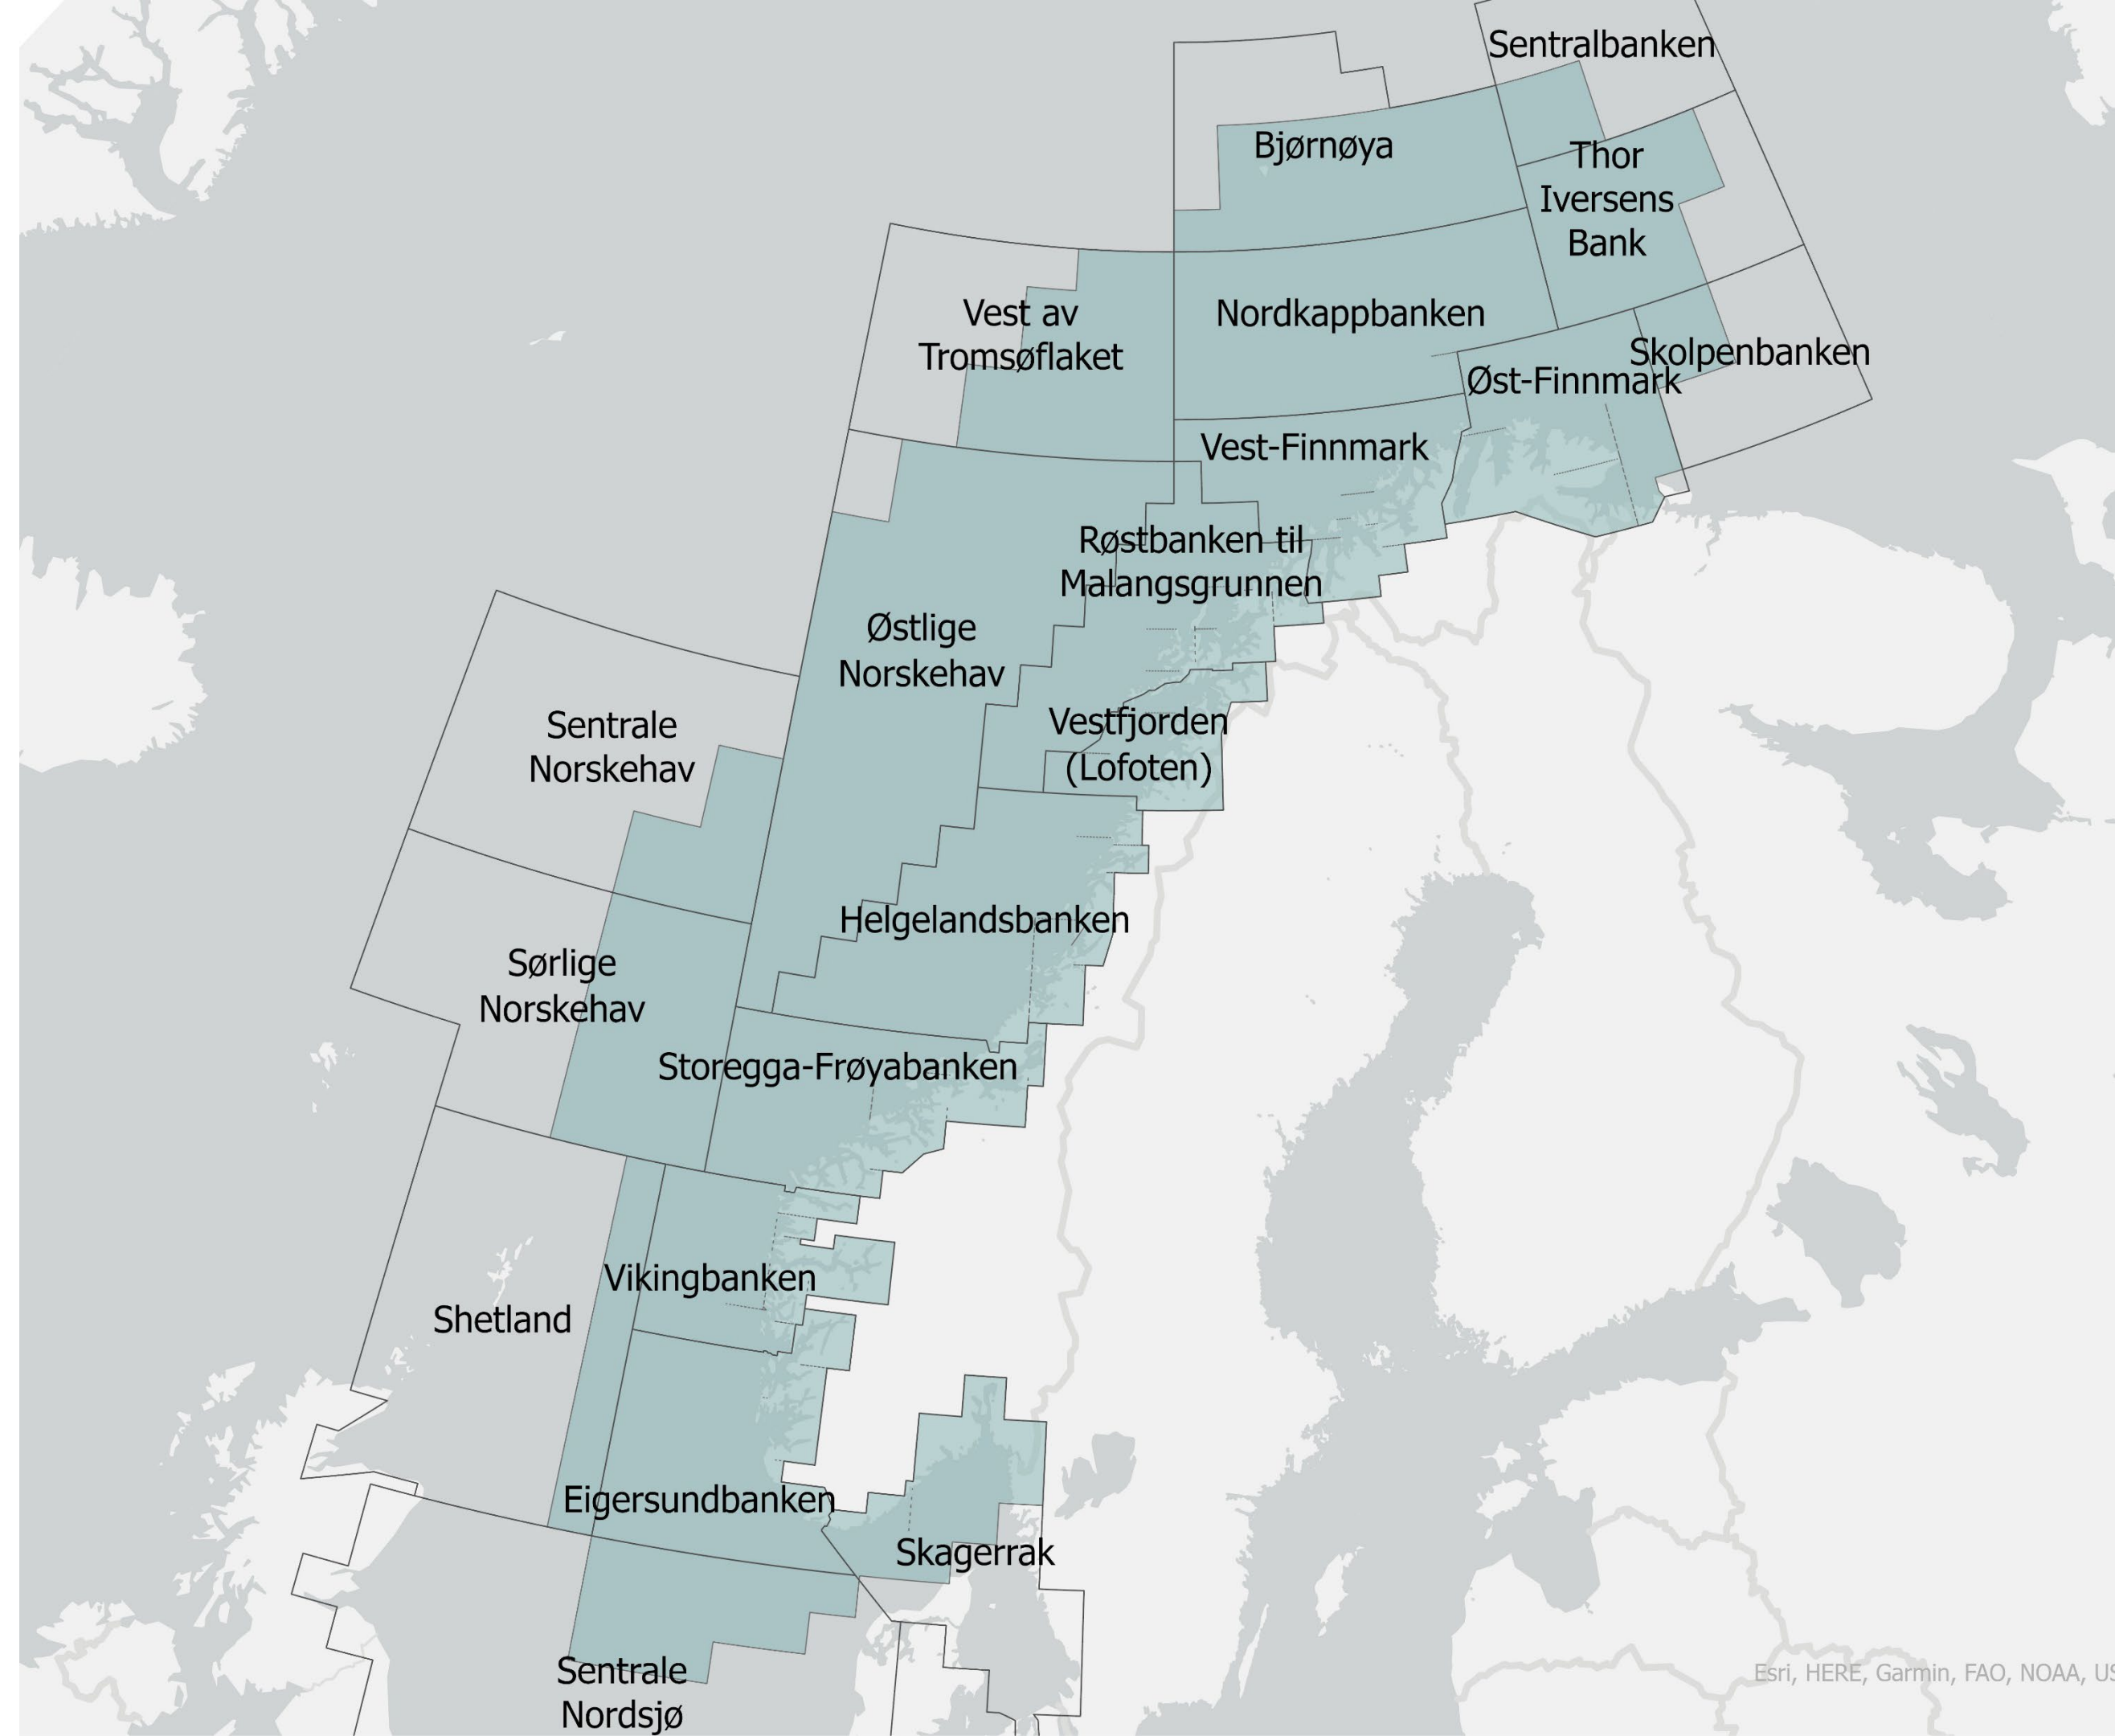 Sentralbanken
Bjørnøya
Thor
Iversens
Bank
Vest av
Tromsøflaket
Nordkappbanken
Skolpenbanken
Øst-Finnmark
Vest-Finnmark
Røstbanken til
Malangsgrunnen
Østlige
Norskehav
Sentrale
Norskehav
Vestfjorden
(Lofoten)
Helgelandsbanken
Sørlige
Norskehav
Storegga-Frøyabanken
Vikingbanken
Shetland
Eigersundbanken
Skagerrak
Sentrale
Nordsjø
Esri, HERE, Garmin, FAO, NOAA, US